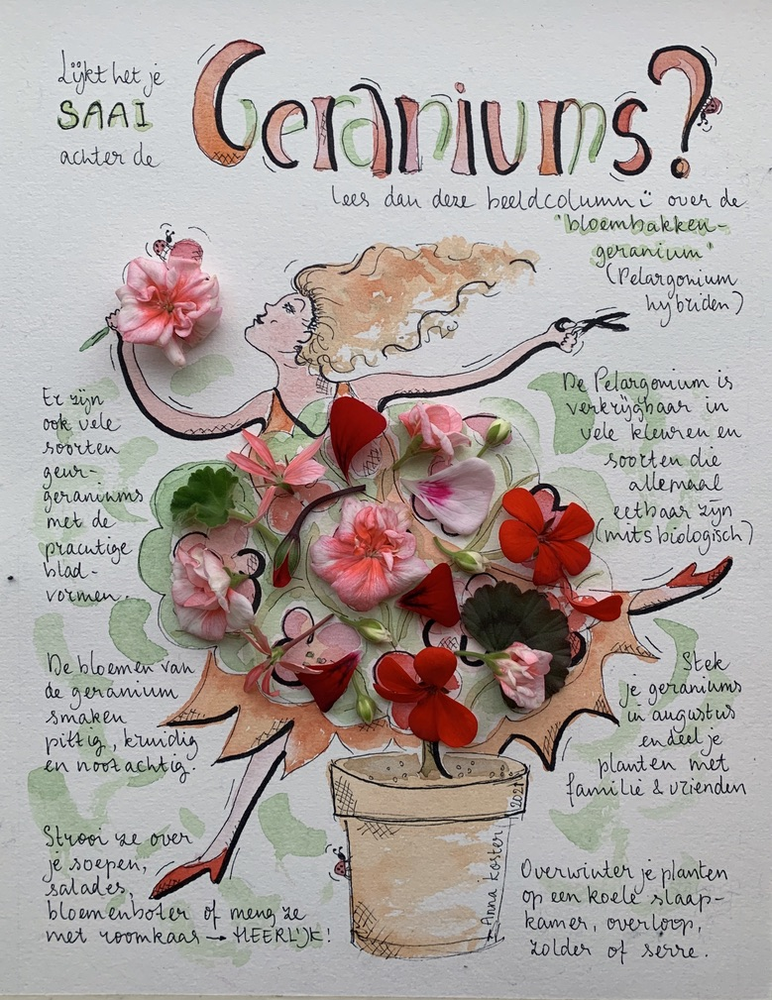 Lijkt het je
SAAI
achter de
Geraniums?
lees dan deze beeldcolumn i over de
"bloembakken-
geranium"
(Pelargonium
hybriden)
Er zijn
ook vele
soorten
geur-
geraniums
met de
prachtige
blad-
vormen.
De Pelargonium is
verkrijgbaar in
vele kleuren en
soorten die
allemaal
eetbaar zijn
(mits biologisch)
De bloemen van
de geranium
smaken
pittig, kruidig
en nootachtig.
Stek
je geraniums
in augustus
en deel je
planten met
familie & vrienden
Strooi ze over
je soepen,
salades,
bloemenboter of meng ze
met roomkaas → HEERLIJK!
Anna Koster 2021
Overwinter je planten
op een koele slaap-
kamer, overloop,
zolder of serre.